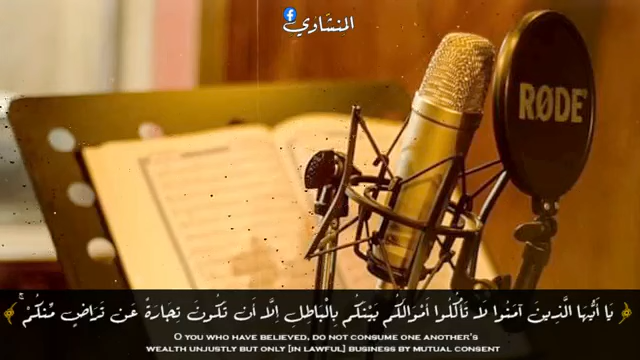 المنشاوي
RØDE
﴿ يَا أَيُّهَا الَّذِينَ آمَنُوا لَا تَأْكُلُوا أَمْوَالَكُم بَيْنَكُم بِالْبَاطِلِ إِلَّا أَن تَكُونَ تِجَارَةً عَن تَرَاضٍ مِّنكُمْ ۚ ﴾
O you who have believed, do not consume one another's
wealth unjustly but only [in lawful] business by mutual consent